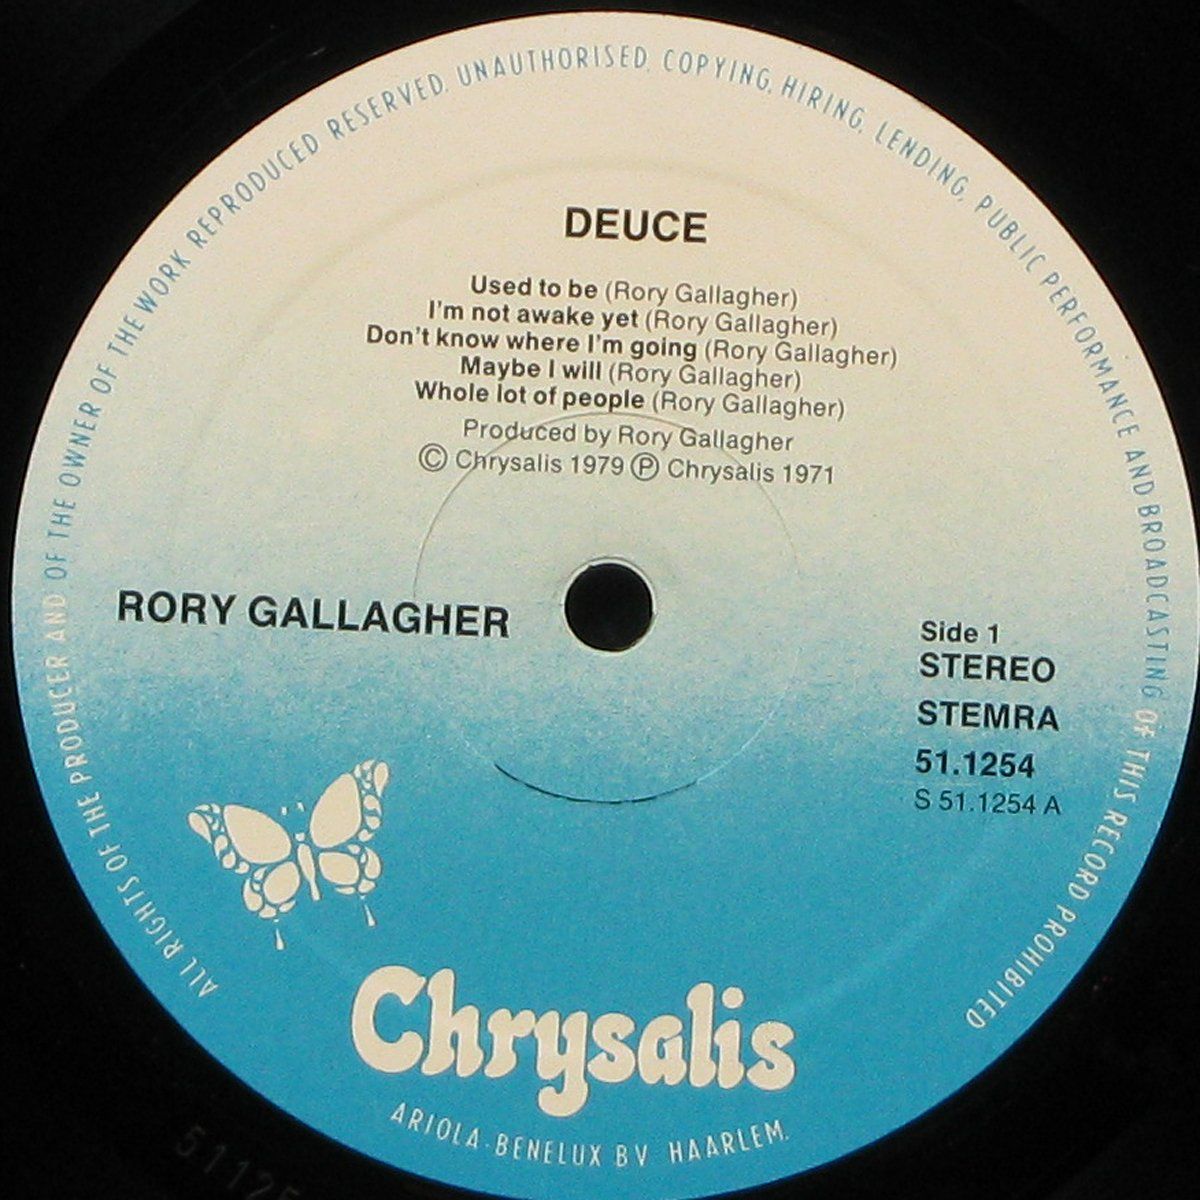 ALL RIGHTS OF THE PRODUCER AND OF THE OWNER OF THE WORK REPRODUCED RESERVED. UNAUTHORISED. COPYING, HIRING, LENDING, PUBLIC PERFORMANCE AND BROADCASTING OF THIS RECORD PROHIBITED
DEUCE
Used to be (Rory Gallagher)
I'm not awake yet (Rory Gallagher)
Don't know where I'm going (Rory Gallagher)
Maybe I will (Rory Gallagher)
Whole lot of people (Rory Gallagher)
Produced by Rory Gallagher
© Chrysalis 1979 ℗ Chrysalis 1971
RORY GALLAGHER
Side 1
STEREO
STEMRA
51.1254
S 51.1254 A
Chrysalis
ARIOLA-BENELUX BV HAARLEM.